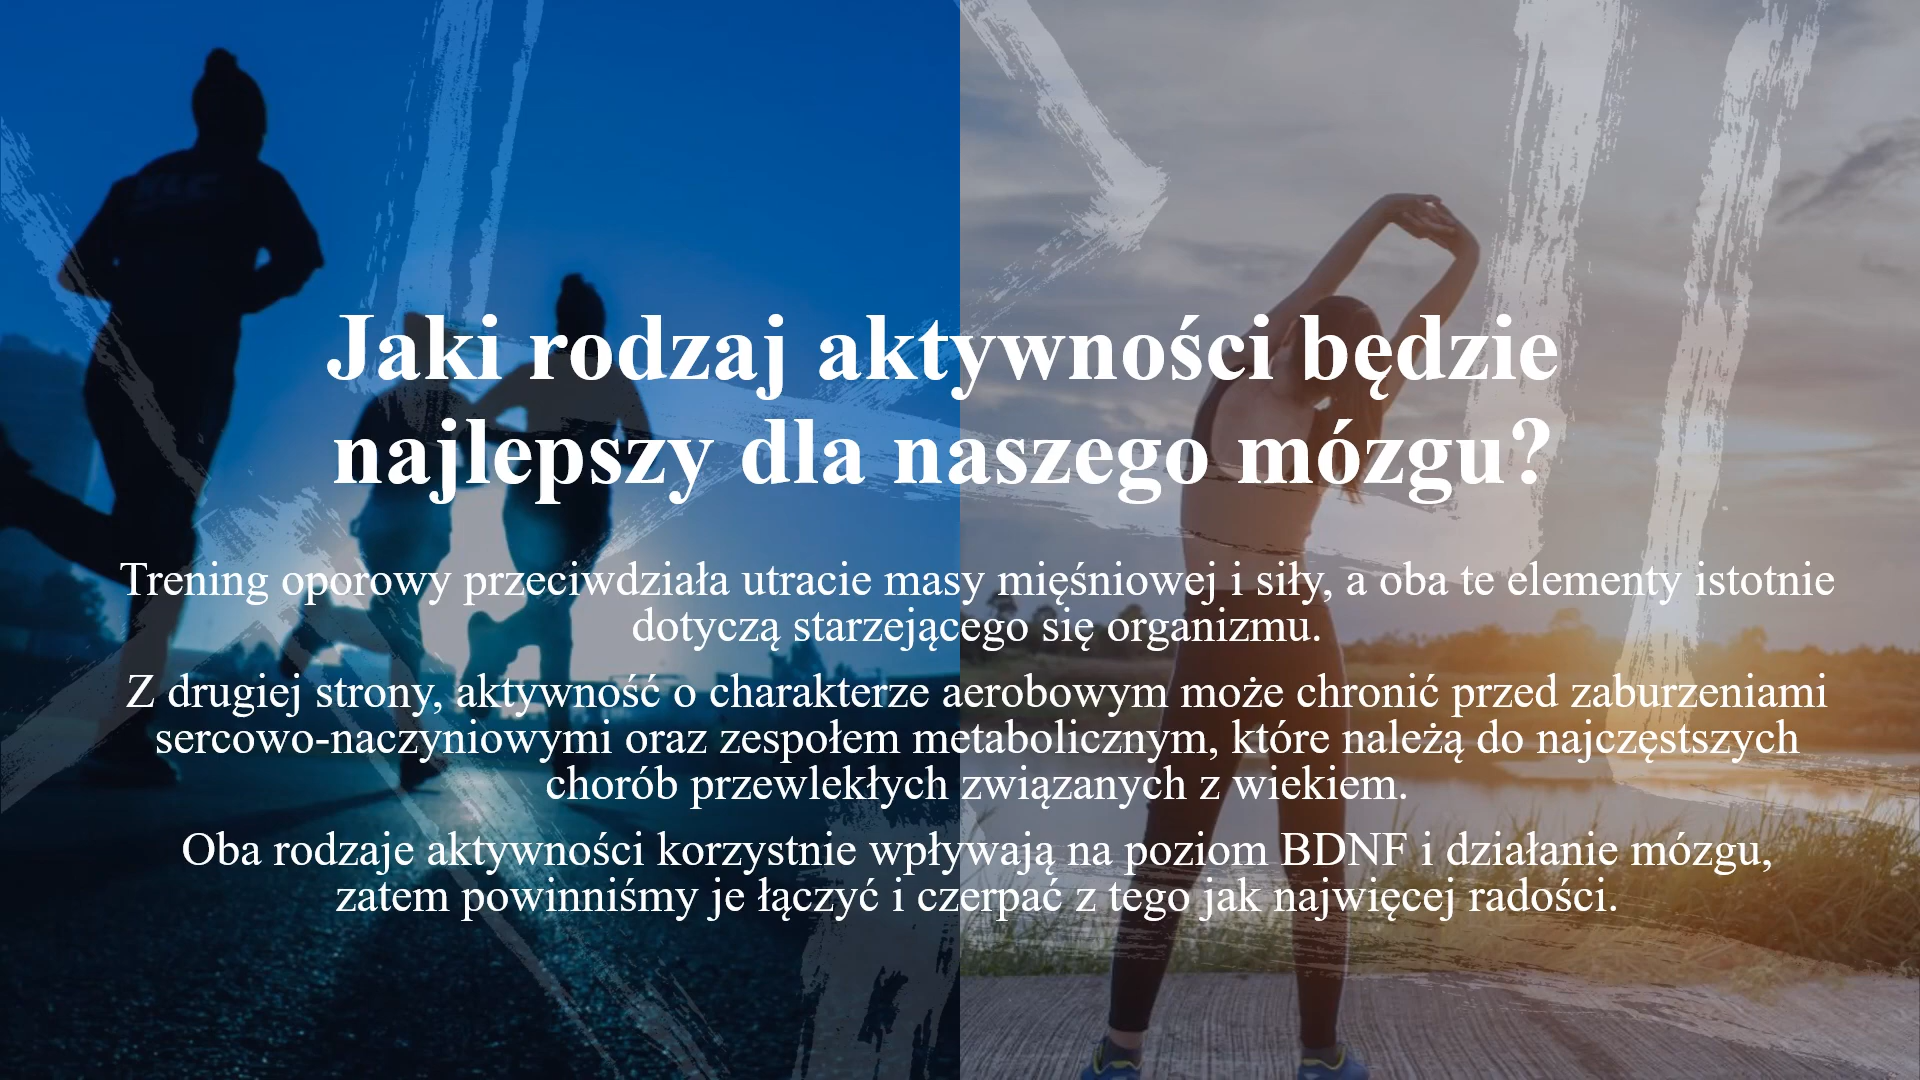 Jaki rodzaj aktywności będzie
najlepszy dla naszego mózgu?
Trening oporowy przeciwdziała utracie masy mięśniowej i siły, a oba te elementy istotnie
dotyczą starzejącego się organizmu.
Z drugiej strony, aktywność o charakterze aerobowym może chronić przed zaburzeniami
sercowo-naczyniowymi oraz zespołem metabolicznym, które należą do najczęstszych
chorób przewlekłych związanych z wiekiem.
Oba rodzaje aktywności korzystnie wpływają na poziom BDNF i działanie mózgu,
zatem powinniśmy je łączyć i czerpać z tego jak najwięcej radości.